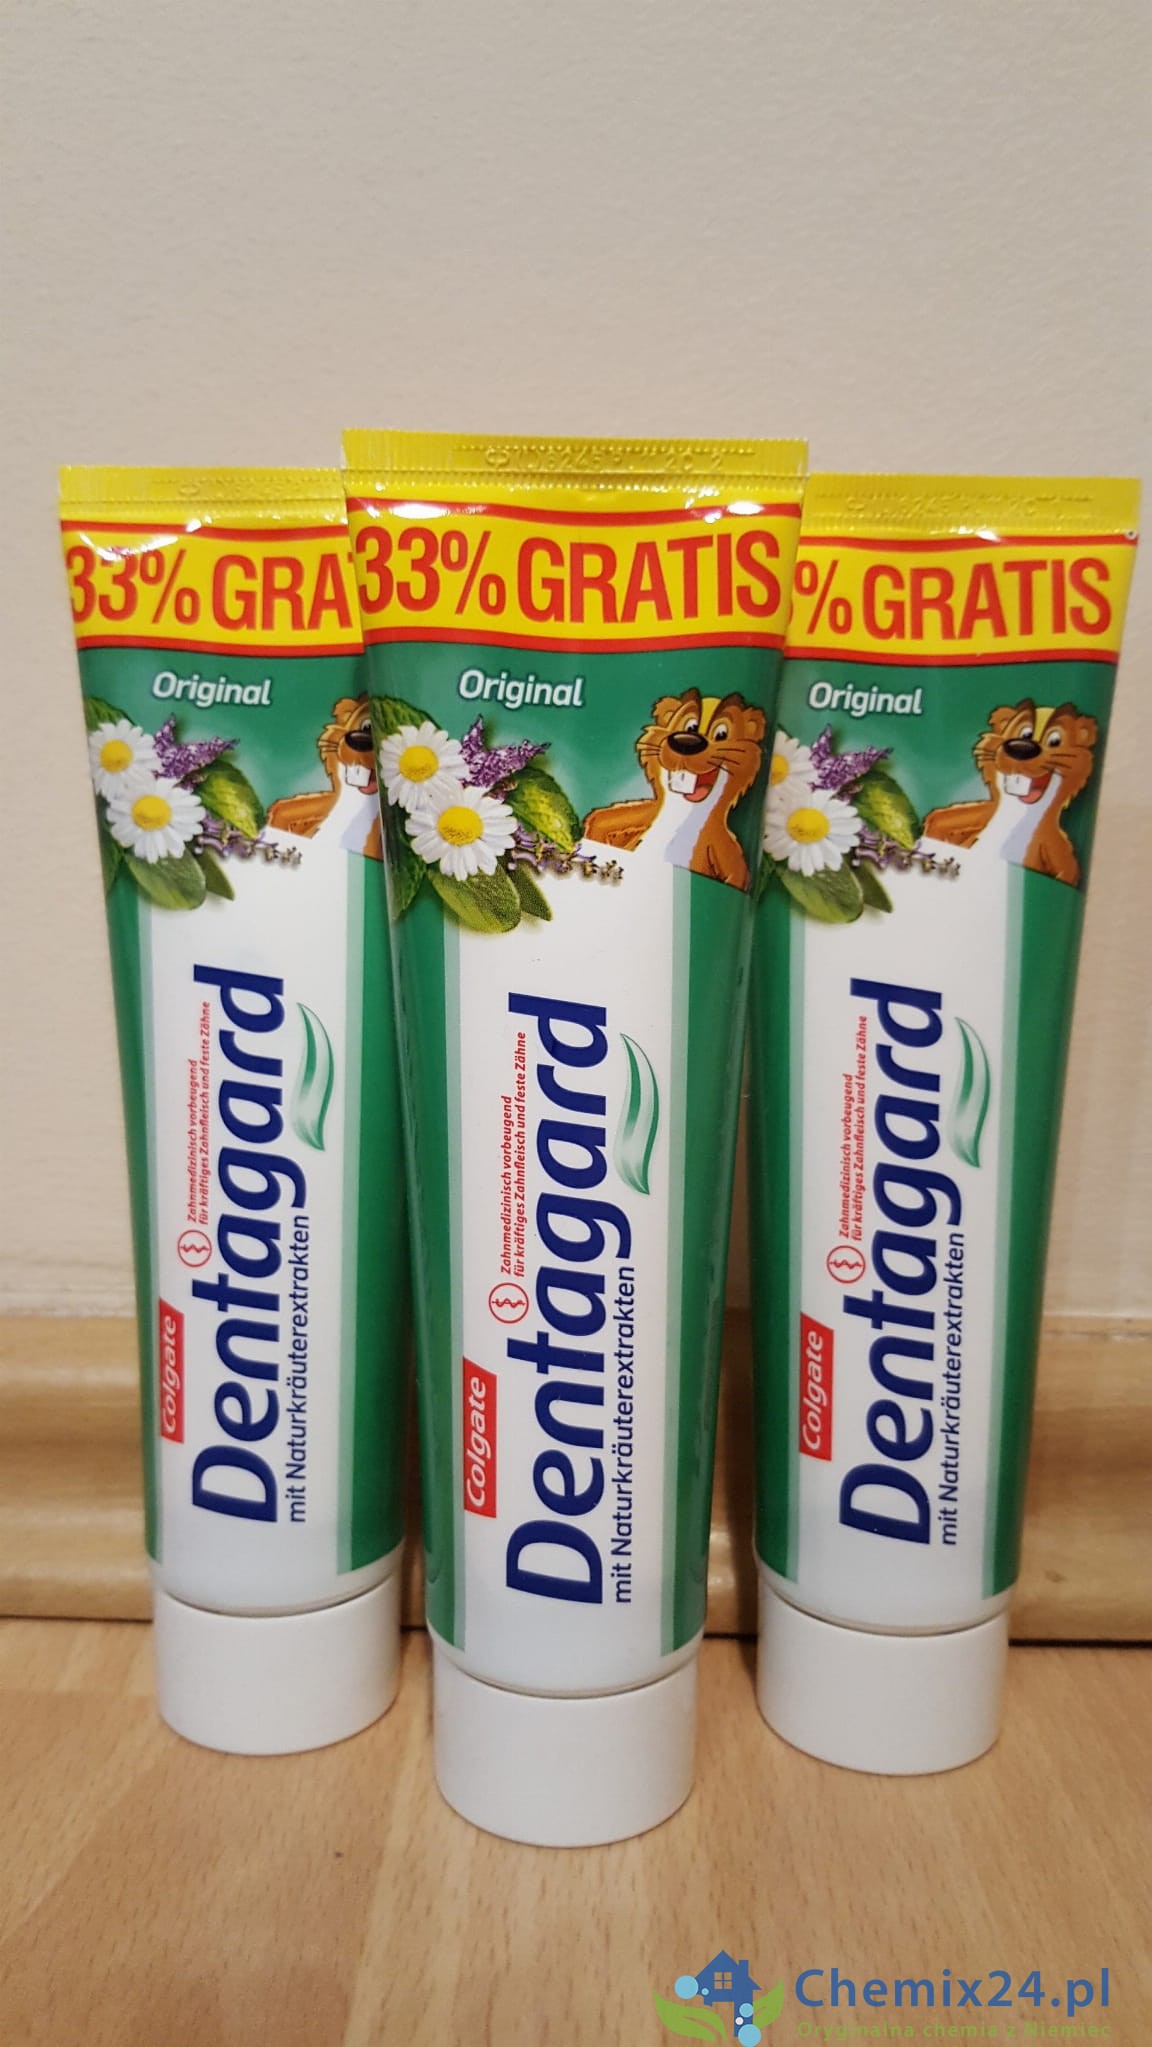 33% GRA
Original
Zahnmedizinisch vorbeugend
für kräftiges Zahnfleisch und feste Zähne
Colgate
Dentagard
mit Naturkräuterextrakten
33% GRATIS
Original
Zahnmedizinisch vorbeugend
für kräftiges Zahnfleisch und feste Zähne
Colgate
Dentagard
mit Naturkräuterextrakten
% GRATIS
Original
Zahnmedizinisch vorbeugend
für kräftiges Zahnfleisch und feste Zähne
Colgate
Dentagard
mit Naturkräuterextrakten
Chemix24.pl
Oryginalna chemia z Niemiec